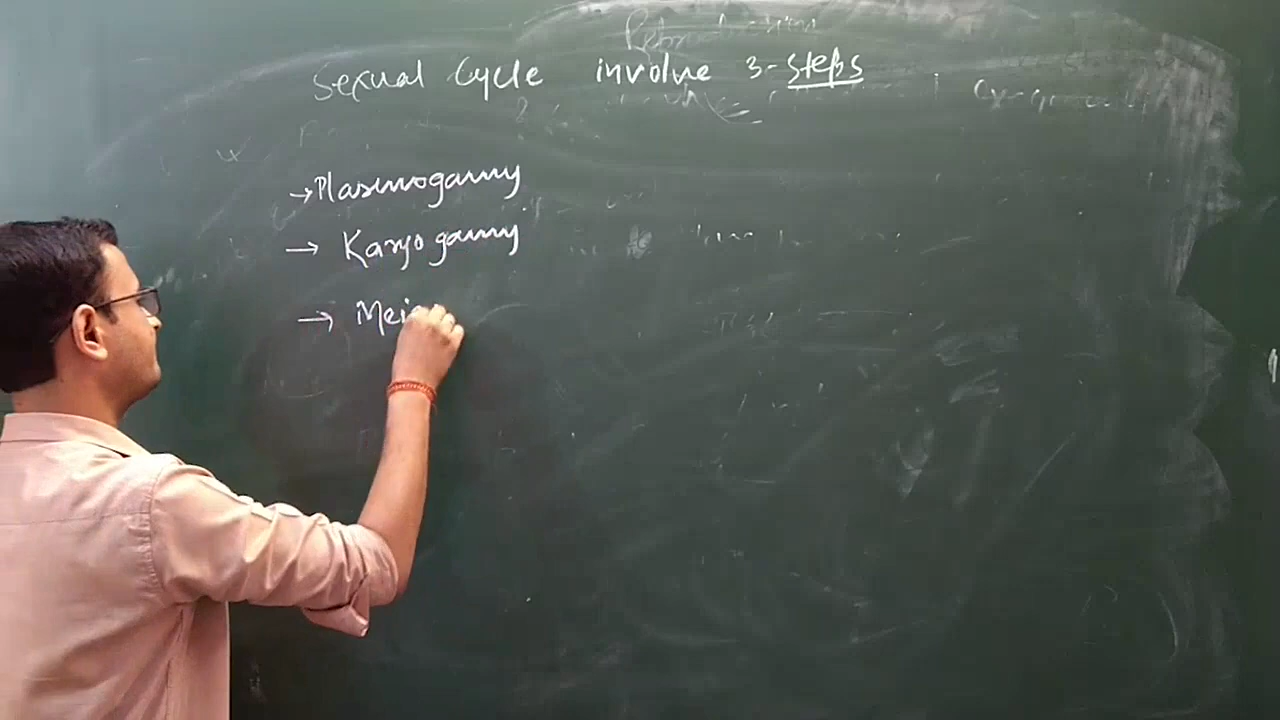 Sexual Cycle involve 3-steps
→Plasmogamy
→ Karyogamy
→ Mei